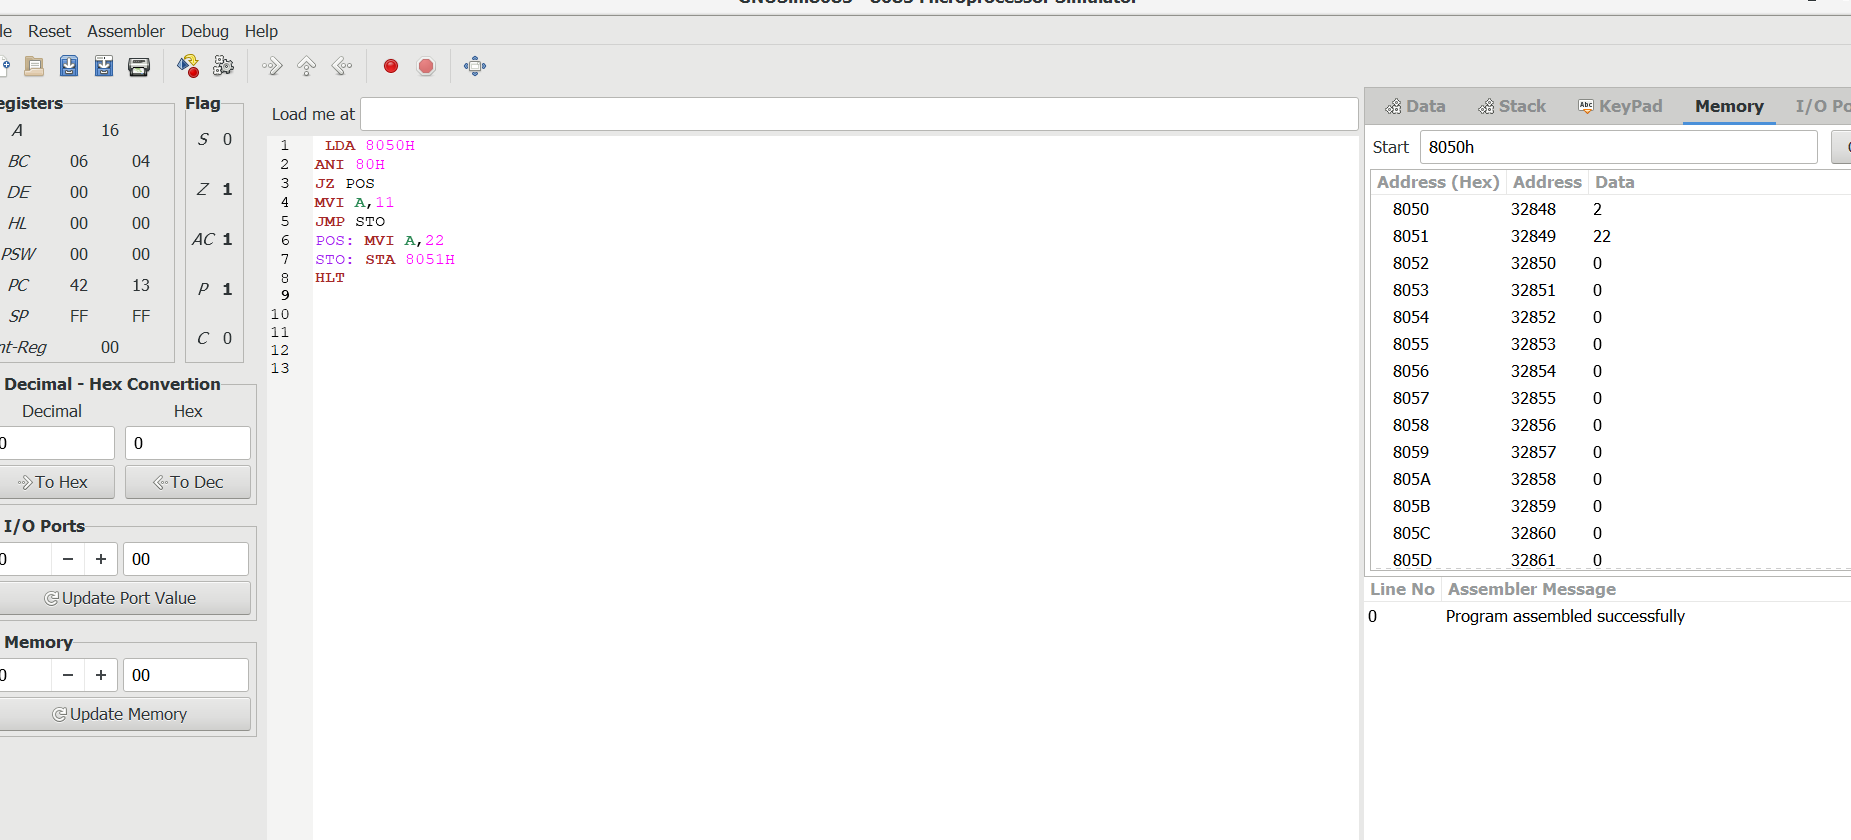 GNUSim8085 - 8085 Microprocessor Simulator
le Reset Assembler Debug Help
egisters
A 16
BC 06 04
DE 00 00
HL 00 00
PSW 00 00
PC 42 13
SP FF FF
nt-Reg 00
Flag
S 0
Z 1
AC 1
P 1
C 0
Decimal - Hex Convertion
Decimal Hex
0 0
To Hex To Dec
I/O Ports
0 − + 00
Update Port Value
Memory
0 − + 00
Update Memory
Load me at
1 LDA 8050H
2 ANI 80H
3 JZ POS
4 MVI A,11
5 JMP STO
6 POS: MVI A,22
7 STO: STA 8051H
8 HLT
9
10
11
12
13
Data Stack KeyPad Memory I/O Po
Start 8050h
Address (Hex) Address Data
8050 32848 2
8051 32849 22
8052 32850 0
8053 32851 0
8054 32852 0
8055 32853 0
8056 32854 0
8057 32855 0
8058 32856 0
8059 32857 0
805A 32858 0
805B 32859 0
805C 32860 0
805D 32861 0
Line No Assembler Message
0 Program assembled successfully